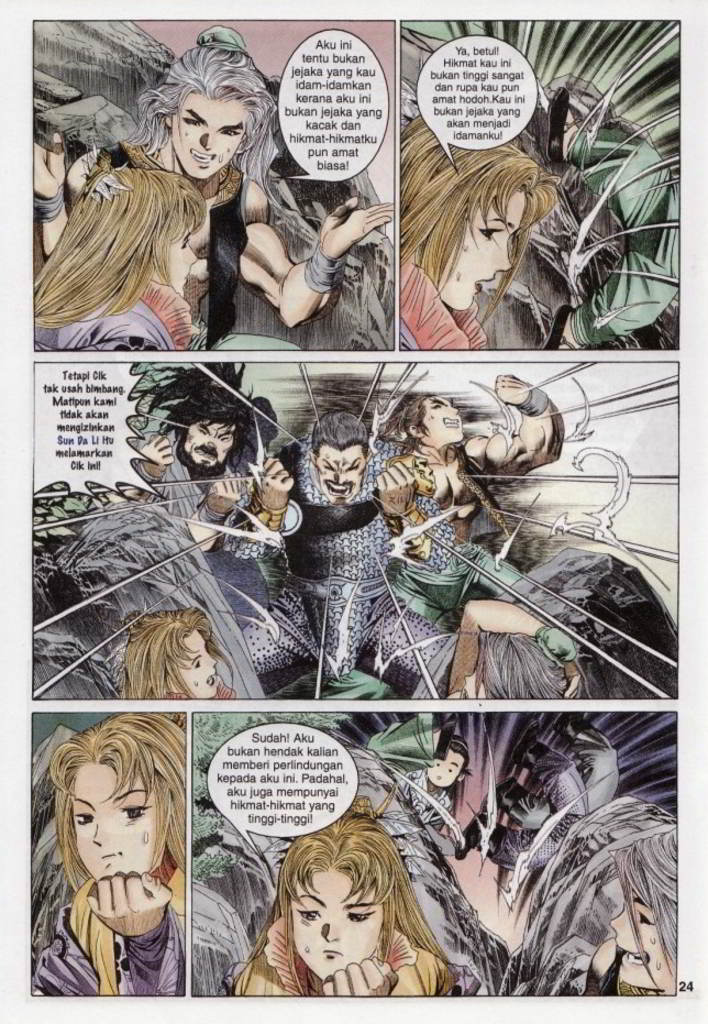 Aku ini
tentu bukan
jejaka yang kau
idam-idamkan
kerana aku ini
bukan jejaka yang
kacak dan
hikmat-hikmatku
pun amat
biasa!
Ya, betul!
Hikmat kau ini
bukan tinggi sangat
dan rupa kau pun
amat hodoh.Kau ini
bukan jejaka yang
akan menjadi
idamanku!
Tetapi Cik
tak usah bimbang.
Matipun kami
tidak akan
mengizinkan
Sun Da Li Hu
melamarkan
Cik ini!
Sudah! Aku
bukan hendak kalian
memberi perlindungan
kepada aku ini. Padahal,
aku juga mempunyai
hikmat-hikmat yang
tinggi-tinggi!
24